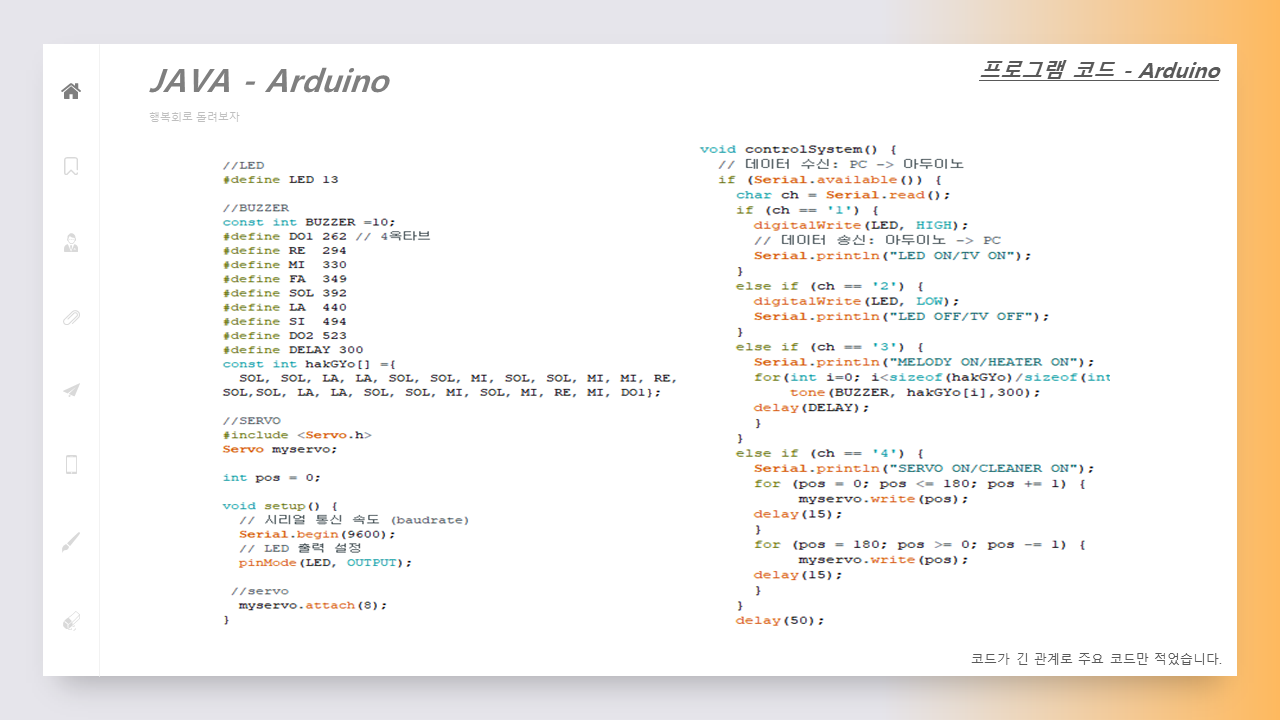 JAVA - Arduino
행복회로 돌려보자
프로그램 코드 - Arduino
//LED
#define LED 13
//BUZZER
const int BUZZER =10;
#define DO1 262 // 4옥타브
#define RE  294
#define MI  330
#define FA  349
#define SOL 392
#define LA  440
#define SI  494
#define DO2 523
#define DELAY 300
const int hakGYo[] ={
  SOL, SOL, LA, LA, SOL, SOL, MI, SOL, SOL, MI, MI, RE,
SOL,SOL, LA, LA, SOL, SOL, MI, SOL, MI, RE, MI, DO1};
//SERVO
#include <Servo.h>
Servo myservo;
int pos = 0;
void setup() {
  // 시리얼 통신 속도 (baudrate)
  Serial.begin(9600);
  // LED 출력 설정
  pinMode(LED, OUTPUT);
 //servo
  myservo.attach(8);
}
void controlSystem() {
  // 데이터 수신: PC -> 아두이노
  if (Serial.available()) {
    char ch = Serial.read();
    if (ch == '1') {
      digitalWrite(LED, HIGH);
      // 데이터 송신: 아두이노 -> PC
      Serial.println("LED ON/TV ON");
    }
    else if (ch == '2') {
      digitalWrite(LED, LOW);
      Serial.println("LED OFF/TV OFF");
    }
    else if (ch == '3') {
      Serial.println("MELODY ON/HEATER ON");
      for(int i=0; i<sizeof(hakGYo)/sizeof(int
          tone(BUZZER, hakGYo[i],300);
      delay(DELAY);
      }
    }
    else if (ch == '4') {
      Serial.println("SERVO ON/CLEANER ON");
      for (pos = 0; pos <= 180; pos += 1) {
           myservo.write(pos);
      delay(15);
      }
      for (pos = 180; pos >= 0; pos -= 1) {
           myservo.write(pos);
      delay(15);
      }
    }
    delay(50);
코드가 긴 관계로 주요 코드만 적었습니다.